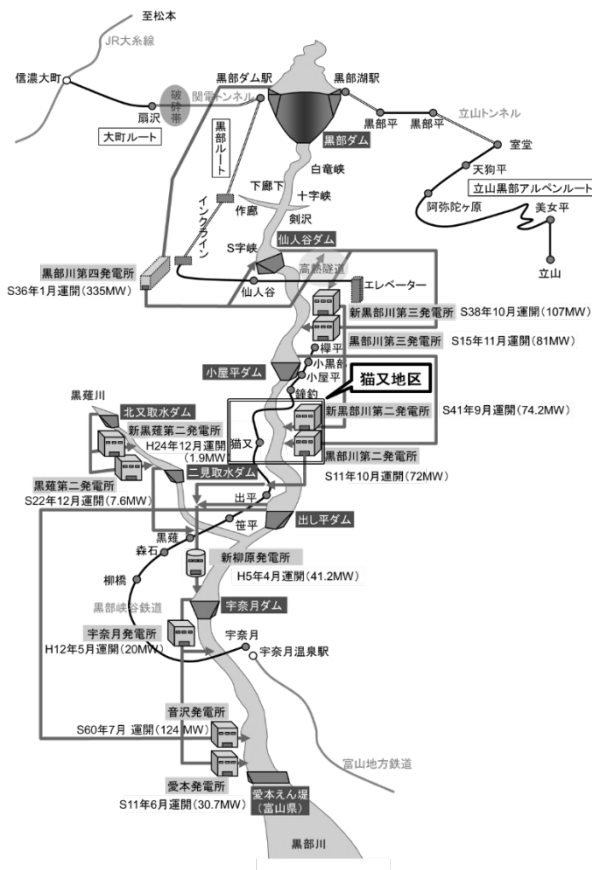 至松本
JR大糸線
信濃大町
扇沢
破砕帯
関電トンネル
大町ルート
黒部ダム駅
黒部湖駅
黒部ダム
黒部平
黒部平
立山トンネル
室堂
天狗平
立山黒部アルペンルート
阿弥陀ヶ原
美女平
立山
黒部ルート
白竜峡
下廊下
十字峡
作廊
剣沢
インクライン
S字峡
仙人谷ダム
高熱隧道
エレベーター
仙人谷
黒部川第四発電所
S36年1月運開(335MW)
新黒部川第三発電所
S38年10月運開(107MW)
黒部川第三発電所
S15年11月運開(81MW)
欅平
小黒部
小屋平
小屋平ダム
鐘釣
猫又地区
新黒部川第二発電所
S41年9月運開(74.2MW)
黒部川第二発電所
S11年10月運開(72MW)
猫又
黒薙川
北又取水ダム
新黒薙第二発電所
H24年12月運開
(1.9MW)
黒薙第二発電所
S22年12月運開(7.6MW)
二見取水ダム
出平
出し平ダム
笹平
黒薙
森石
柳橋
新柳原発電所
H5年4月運開(41.2MW)
黒部峡谷鉄道
宇奈月ダム
宇奈月発電所
H12年5月運開(20MW)
宇奈月
宇奈月温泉駅
音沢発電所
S60年7月 運開(124 MW)
富山地方鉄道
愛本発電所
S11年6月運開(30.7MW)
愛本えん堤
(富山県)
黒部川